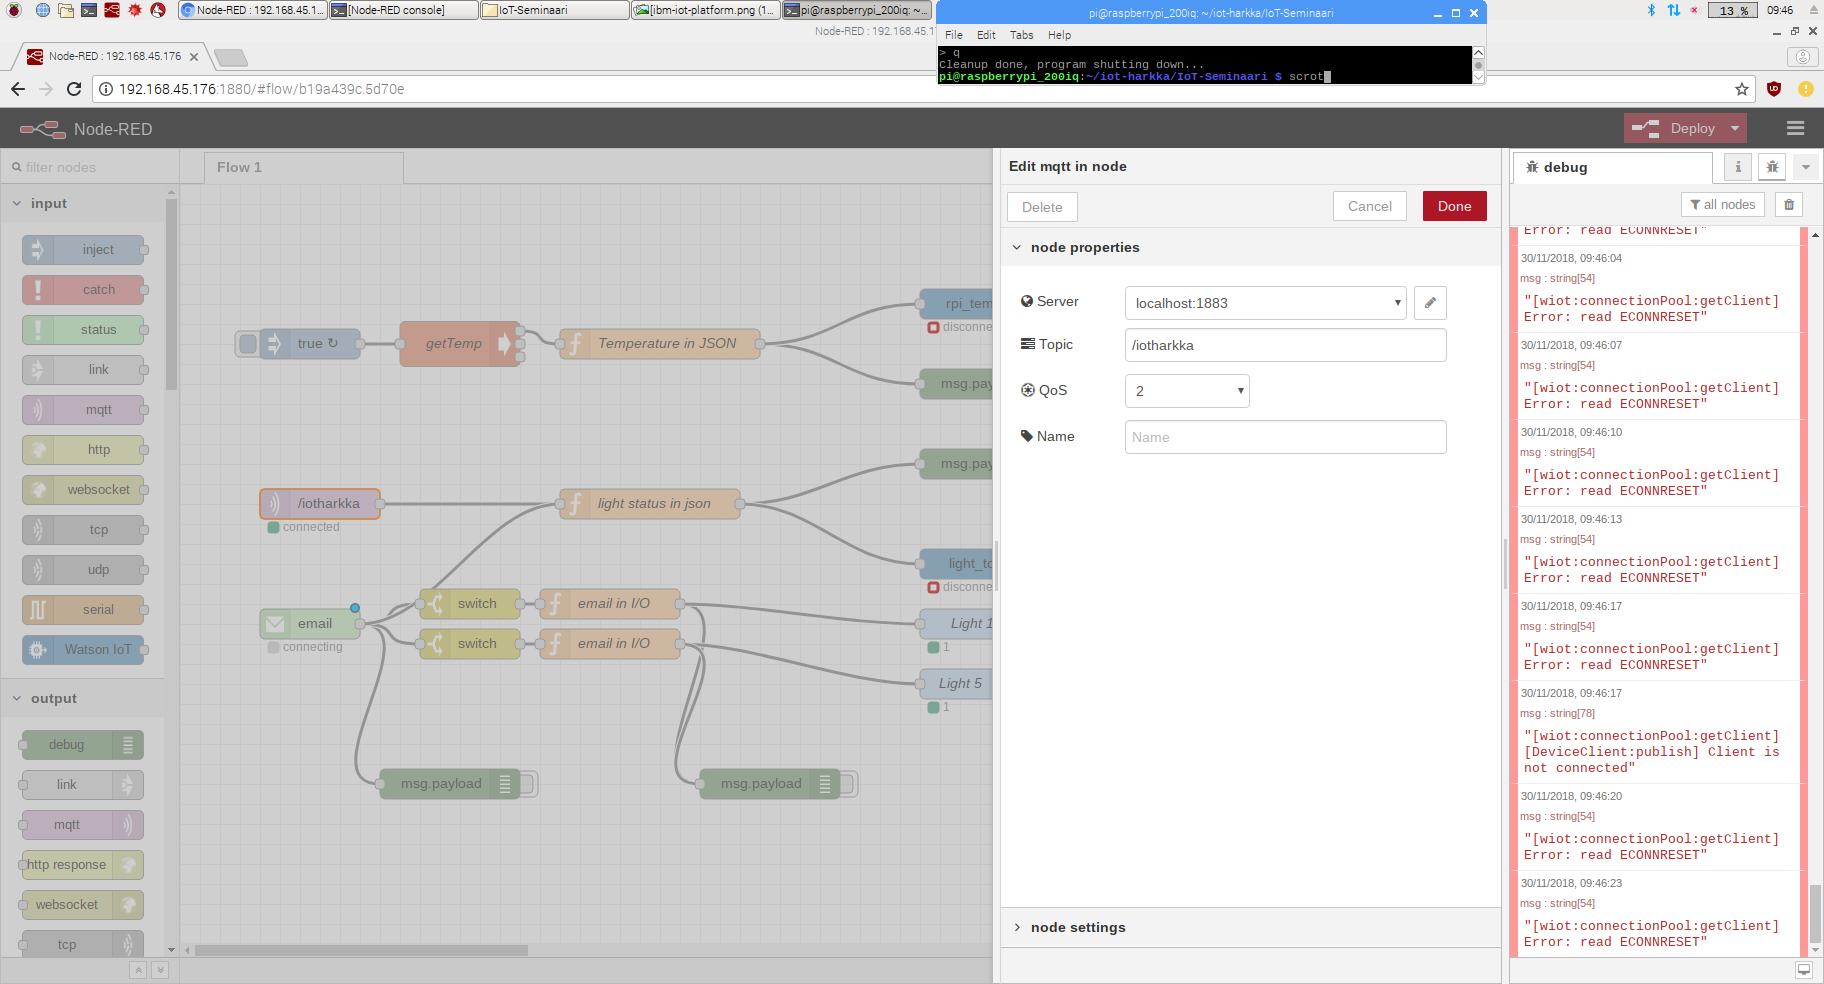 Node-RED : 192.168.45.1...
[Node-RED console]
IoT-Seminaari
[ibm-iot-platform.png (1...
pi@raspberrypi_200iq: ~...
pi@raspberrypi_200iq: ~/iot-harkka/IoT-Seminaari
13 %
09:46
Node-RED : 192.168.45.1
File Edit Tabs Help
> q
Cleanup done, program shutting down...
pi@raspberrypi_200iq:~/iot-harkka/IoT-Seminaari $ scrot
Node-RED : 192.168.45.176
192.168.45.176:1880/#flow/b19a439c.5d70e
Node-RED
Deploy
filter nodes
input
inject
catch
status
link
mqtt
http
websocket
tcp
udp
serial
Watson IoT
output
debug
link
mqtt
http response
websocket
tcp
Flow 1
true ↻
getTemp
Temperature in JSON
rpi_tem
disconne
msg.pay
/iotharkka
connected
light status in json
msg.pay
light_to
disconne
email
connecting
switch
email in I/O
switch
email in I/O
Light 1
1
Light 5
1
msg.payload
msg.payload
Edit mqtt in node
Delete
Cancel
Done
node properties
Server
localhost:1883
Topic
/iotharkka
QoS
2
Name
Name
node settings
debug
i
all nodes
Error: read ECONNRESET"
30/11/2018, 09:46:04
msg : string[54]
"[wiot:connectionPool:getClient]
Error: read ECONNRESET"
30/11/2018, 09:46:07
msg : string[54]
"[wiot:connectionPool:getClient]
Error: read ECONNRESET"
30/11/2018, 09:46:10
msg : string[54]
"[wiot:connectionPool:getClient]
Error: read ECONNRESET"
30/11/2018, 09:46:13
msg : string[54]
"[wiot:connectionPool:getClient]
Error: read ECONNRESET"
30/11/2018, 09:46:17
msg : string[54]
"[wiot:connectionPool:getClient]
Error: read ECONNRESET"
30/11/2018, 09:46:17
msg : string[78]
"[wiot:connectionPool:getClient]
[DeviceClient:publish] Client is
not connected"
30/11/2018, 09:46:20
msg : string[54]
"[wiot:connectionPool:getClient]
Error: read ECONNRESET"
30/11/2018, 09:46:23
msg : string[54]
"[wiot:connectionPool:getClient]
Error: read ECONNRESET"